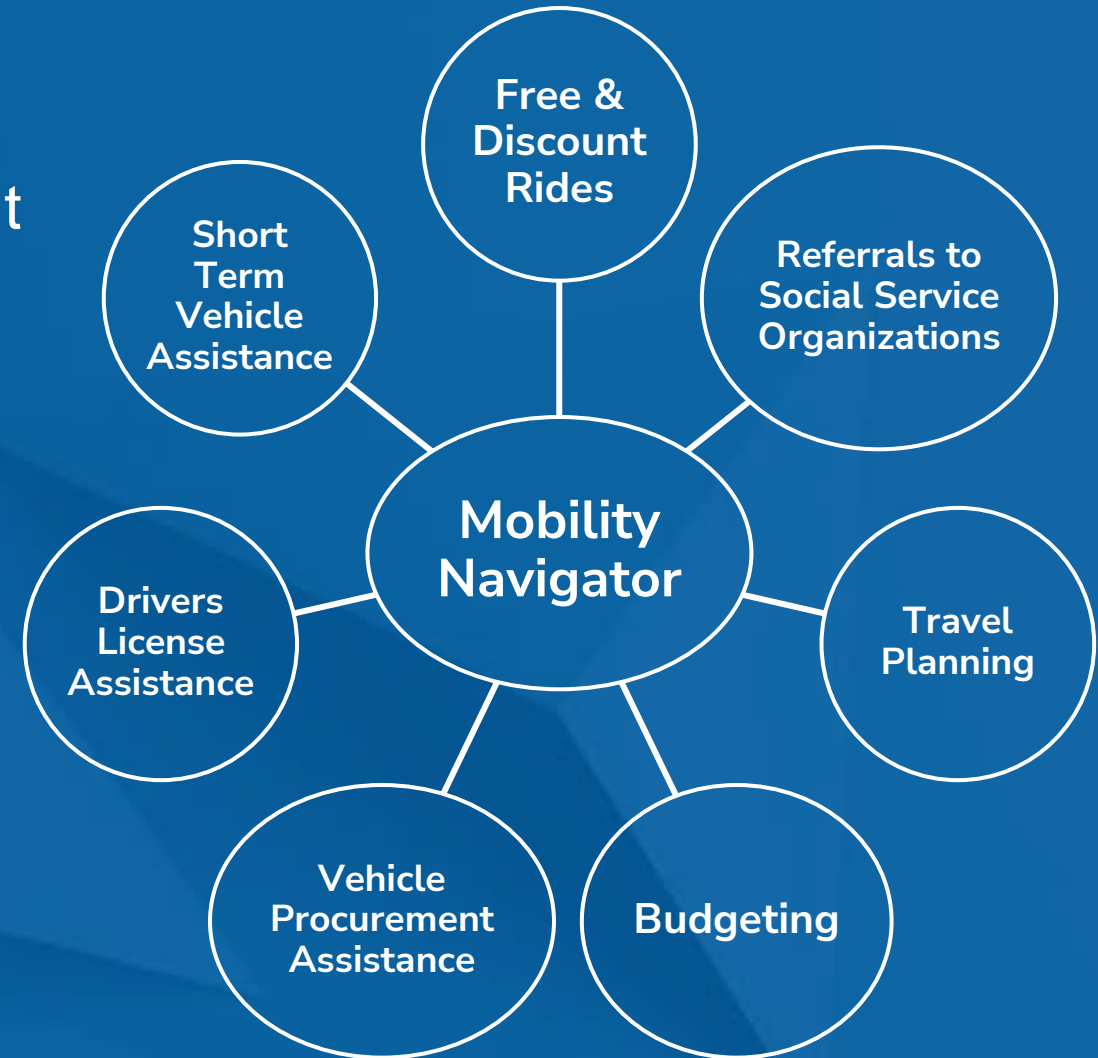 t
Free &
Discount
Rides
Short
Term
Vehicle
Assistance
Referrals to
Social Service
Organizations
Mobility
Navigator
Drivers
License
Assistance
Travel
Planning
Vehicle
Procurement
Assistance
Budgeting